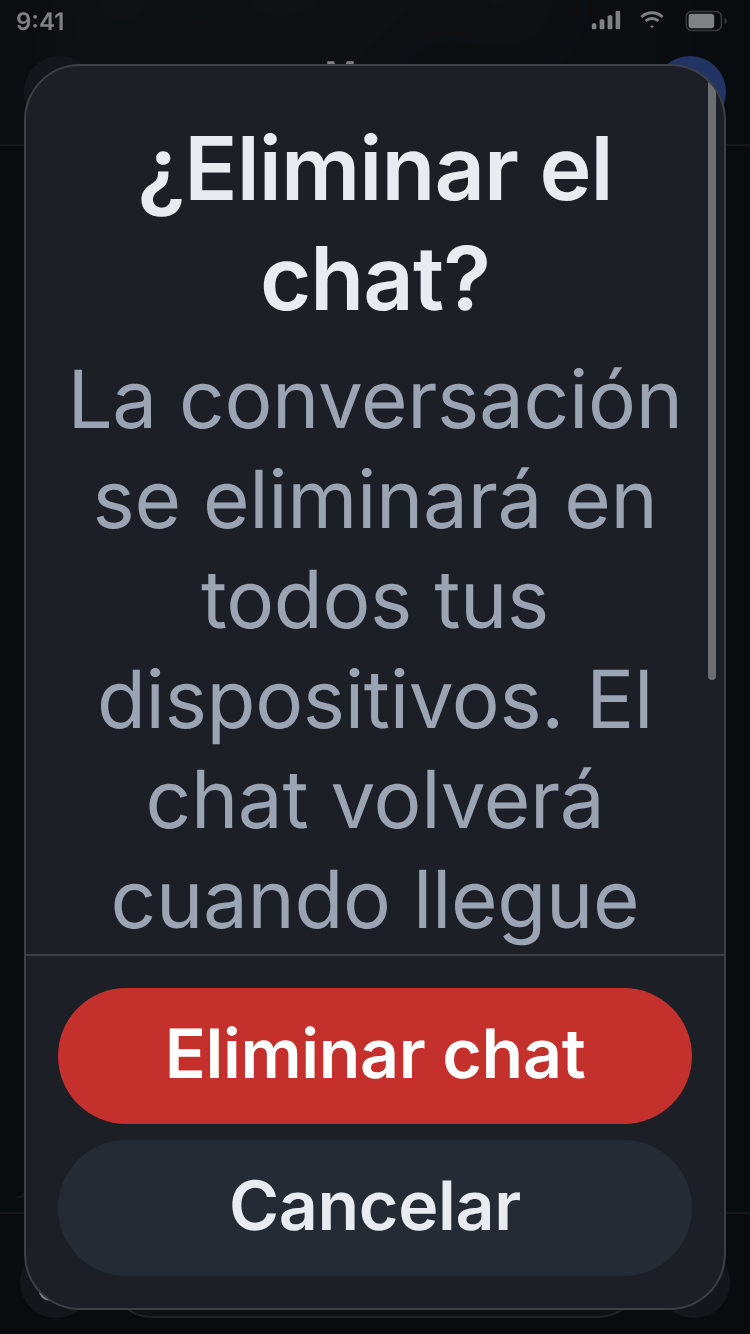 9:41
¿Eliminar el
chat?
La conversación
se eliminará en
todos tus
dispositivos. El
chat volverá
cuando llegue
Eliminar chat
Cancelar